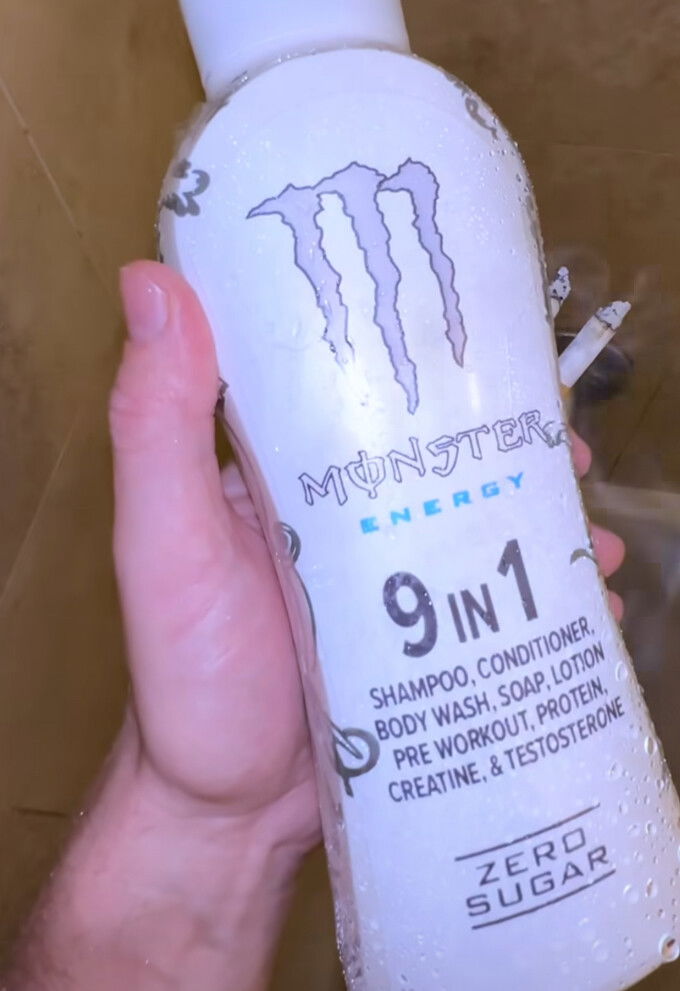 MONSTER
ENERGY
9 IN 1
SHAMPOO, CONDITIONER,
BODY WASH, SOAP, LOTION
PRE WORKOUT, PROTEIN,
CREATINE, & TESTOSTERONE
ZERO
SUGAR